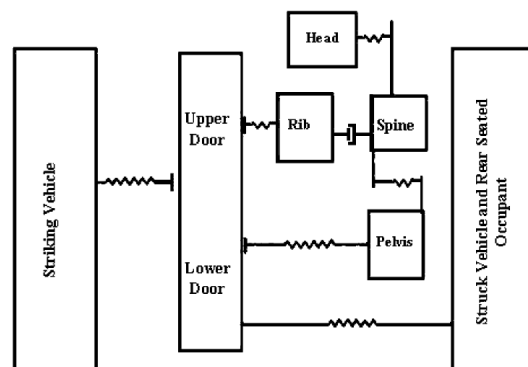 Striking Vehicle
Upper
Door
Lower
Door
Head
Rib
Spine
Pelvis
Struck Vehicle and Rear Seated
Occupant